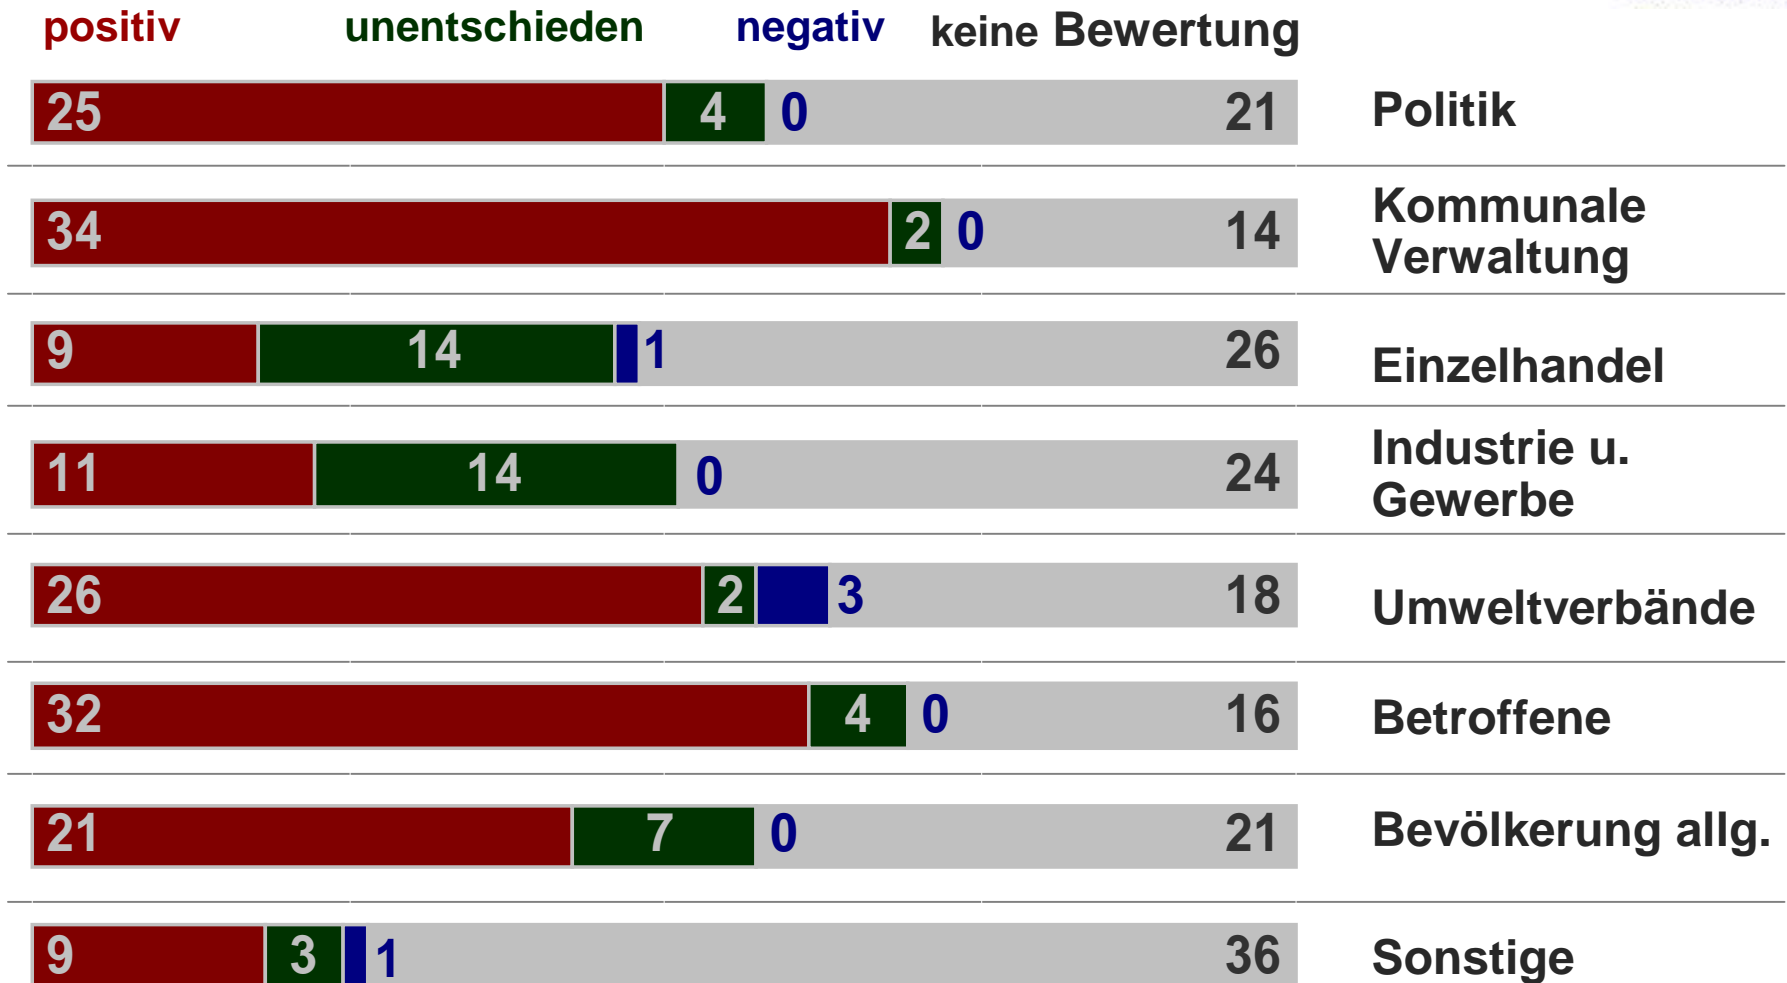 positiv unentschieden negativ keine Bewertung
25 4 0 21 Politik
34 2 0 14 Kommunale
Verwaltung
9 14 1 26 Einzelhandel
11 14 0 24 Industrie u.
Gewerbe
26 2 3 18 Umweltverbände
32 4 0 16 Betroffene
21 7 0 21 Bevölkerung allg.
9 3 1 36 Sonstige